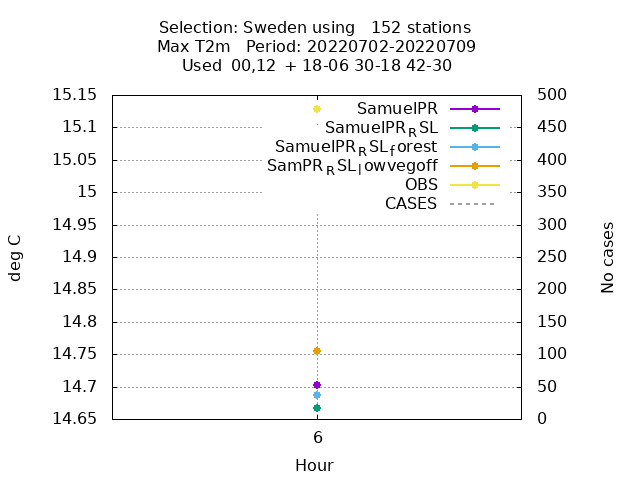 Selection: Sweden using   152 stations
Max T2m   Period: 20220702-20220709
Used  00,12  + 18-06 30-18 42-30
15.15
15.1
15.05
15
14.95
14.9
14.85
14.8
14.75
14.7
14.65
deg C
SamuelPR
SamuelPR_RSL
SamuelPR_RSL_forest
SamPR_RSL_lowvegoff
OBS
CASES
500
450
400
350
300
250
200
150
100
50
0
No cases
6
Hour